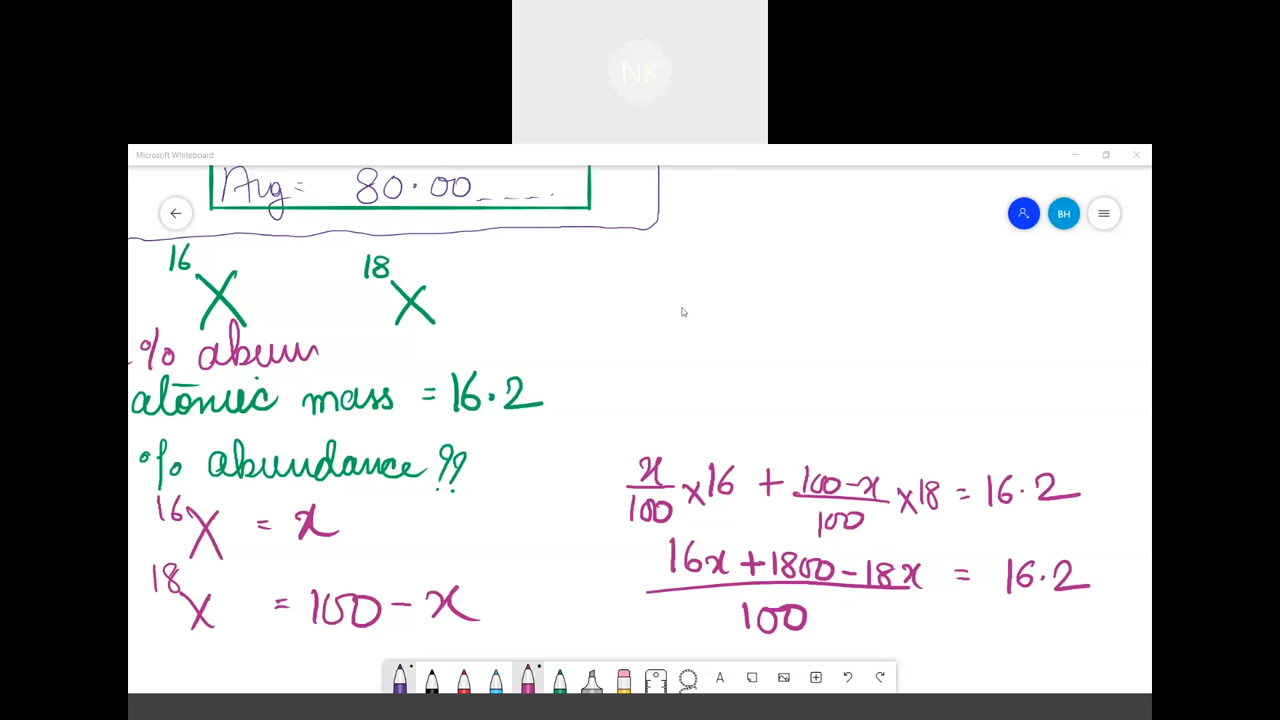 NK
Microsoft Whiteboard
Avg = 80.00 _ _ _ _ .
BH
16X 18X
% abun
atomic mass = 16.2
% abundance ??
16X = x
18X = 100 - x
x/100 × 16 + 100-x/100 × 18 = 16.2
16x + 1800 - 18x / 100 = 16.2
A